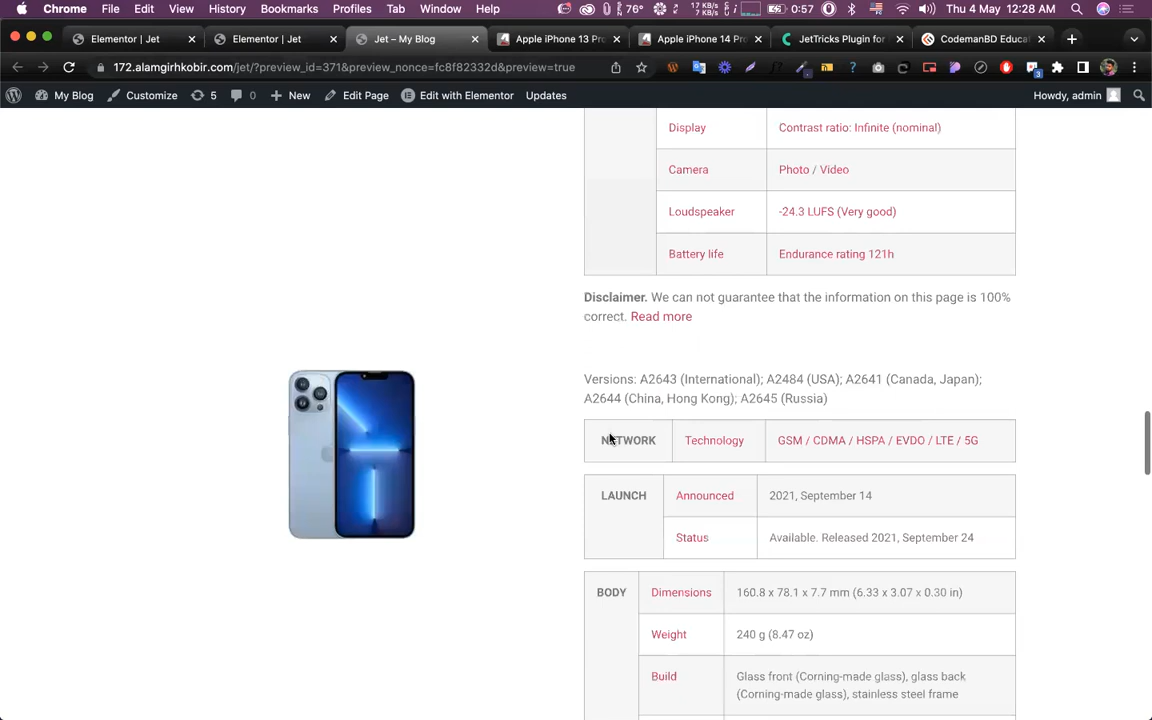 Chrome File Edit View History Bookmarks Profiles Tab Window Help 76° 17 KB/s 7 KB/s 0:57 Thu 4 May 12:28 AM
Elementor | Jet Elementor | Jet Jet – My Blog Apple iPhone 13 Pro Apple iPhone 14 Pro JetTricks Plugin for CodemanBD Educa
172.alamgirhkobir.com/jet/?preview_id=371&preview_nonce=fc8f82332d&preview=true 3
My Blog Customize 5 0 New Edit Page Edit with Elementor Updates Howdy, admin
Display Contrast ratio: Infinite (nominal)
Camera Photo / Video
Loudspeaker -24.3 LUFS (Very good)
Battery life Endurance rating 121h
Disclaimer. We can not guarantee that the information on this page is 100%
correct. Read more
Versions: A2643 (International); A2484 (USA); A2641 (Canada, Japan);
A2644 (China, Hong Kong); A2645 (Russia)
NETWORK Technology GSM / CDMA / HSPA / EVDO / LTE / 5G
LAUNCH Announced 2021, September 14
Status Available. Released 2021, September 24
BODY Dimensions 160.8 x 78.1 x 7.7 mm (6.33 x 3.07 x 0.30 in)
Weight 240 g (8.47 oz)
Build Glass front (Corning-made glass), glass back
(Corning-made glass), stainless steel frame